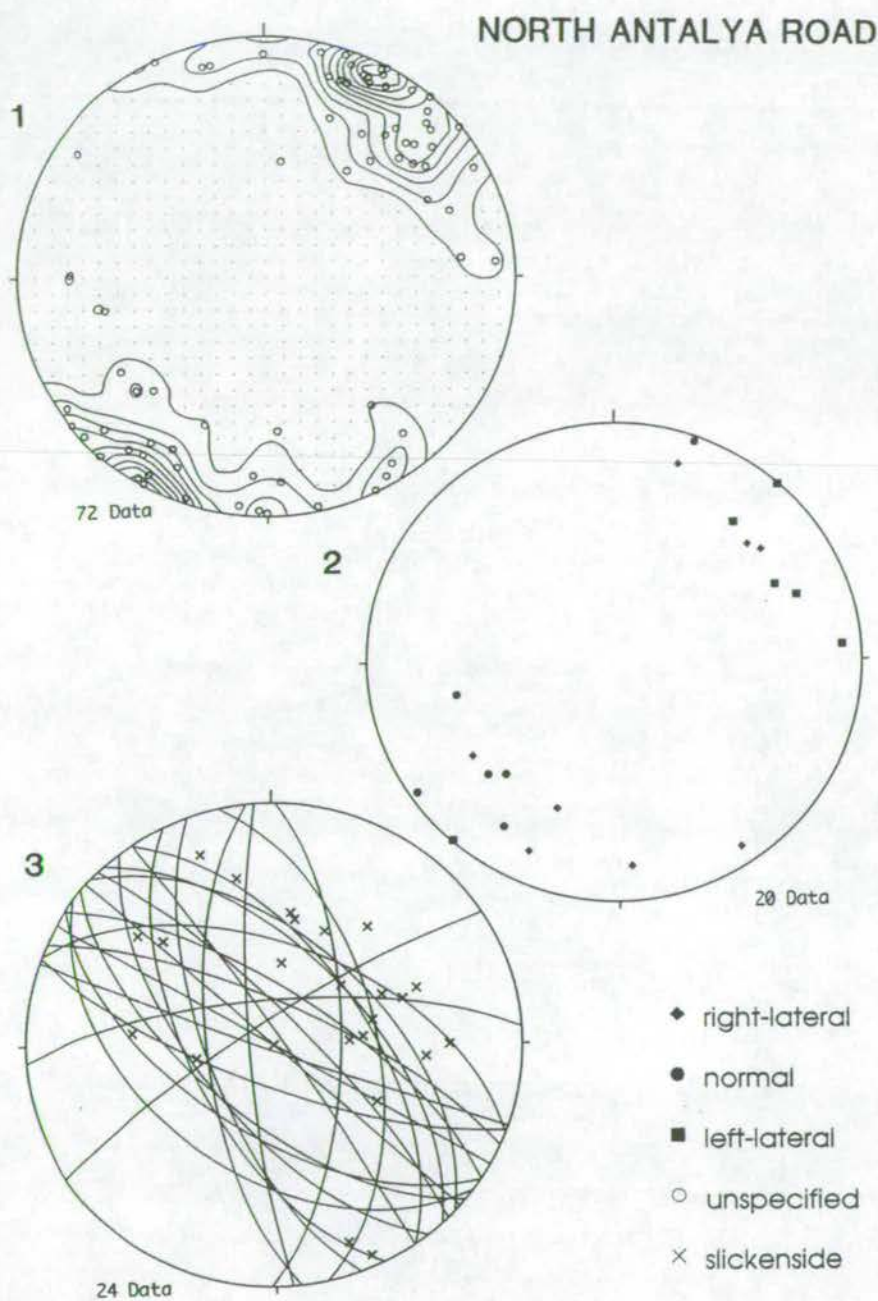 NORTH ANTALYA ROAD
1
72 Data
2
20 Data
3
24 Data
right-lateral
normal
left-lateral
unspecified
slickenside